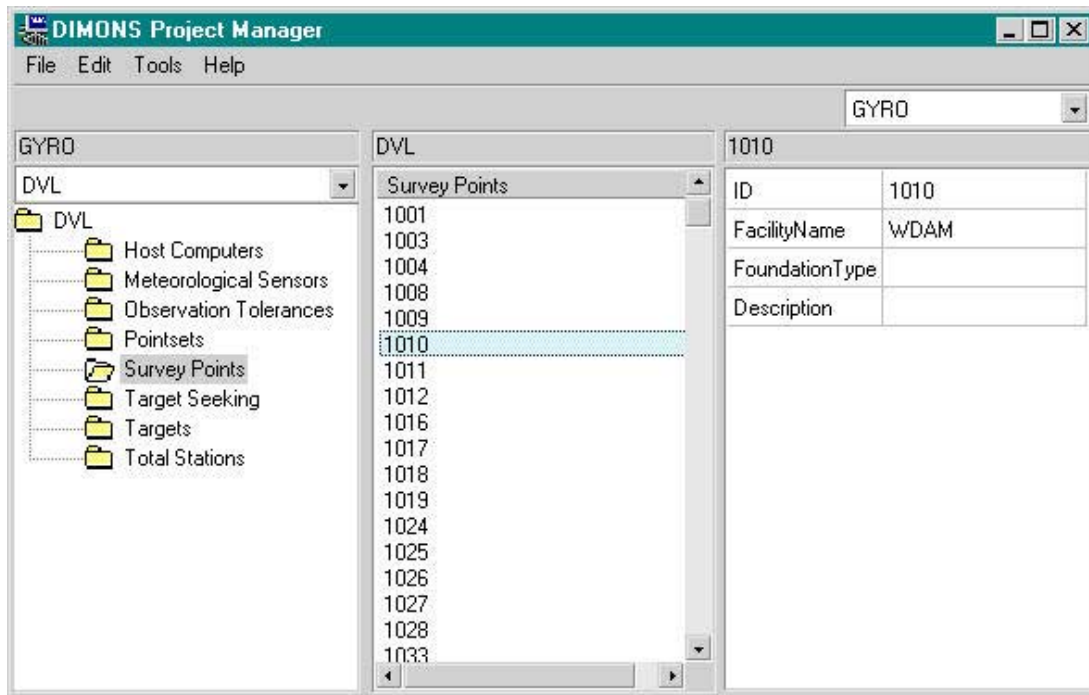 DIMONS Project Manager
File Edit Tools Help
GYRO
GYRO
DVL
DVL
Host Computers
Meteorological Sensors
Observation Tolerances
Pointsets
Survey Points
Target Seeking
Targets
Total Stations
DVL
Survey Points
1001
1003
1004
1008
1009
1010
1011
1012
1016
1017
1018
1019
1024
1025
1026
1027
1028
1033
1010
ID 1010
FacilityName WDAM
FoundationType
Description